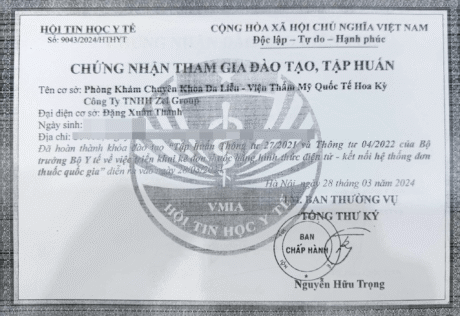 HỘI TIN HỌC Y TẾ
Số: 9043/2024/HTHYT
CỘNG HÒA XÃ HỘI CHỦ NGHĨA VIỆT NAM
Độc lập – Tự do – Hạnh phúc
CHỨNG NHẬN THAM GIA ĐÀO TẠO, TẬP HUẤN
Tên cơ sở: Phòng Khám Chuyên Khoa Da Liễu - Viện Thẩm Mỹ Quốc Tế Hoa Kỳ
Công Ty TNHH Group
Đại diện cơ sở: Đặng Xuân Thành
Ngày sinh:
Địa chỉ:
Đã hoàn thành khóa đào tạo "Tập huấn Thông tư 27/2021 và Thông tư 04/2022 của Bộ
trưởng Bộ Y tế về việc triển khai kê đơn thuốc bằng hình thức điện tử - kết nối hệ thống đơn
thuốc quốc gia" diễn ra vào ngày
Hà Nội, ngày 28 tháng 03 năm 2024
T.M. BAN THƯỜNG VỤ
TỔNG THƯ KÝ
VMIA
HỘI TIN HỌC Y TẾ
BAN
CHẤP HÀNH
Nguyễn Hữu Trọng